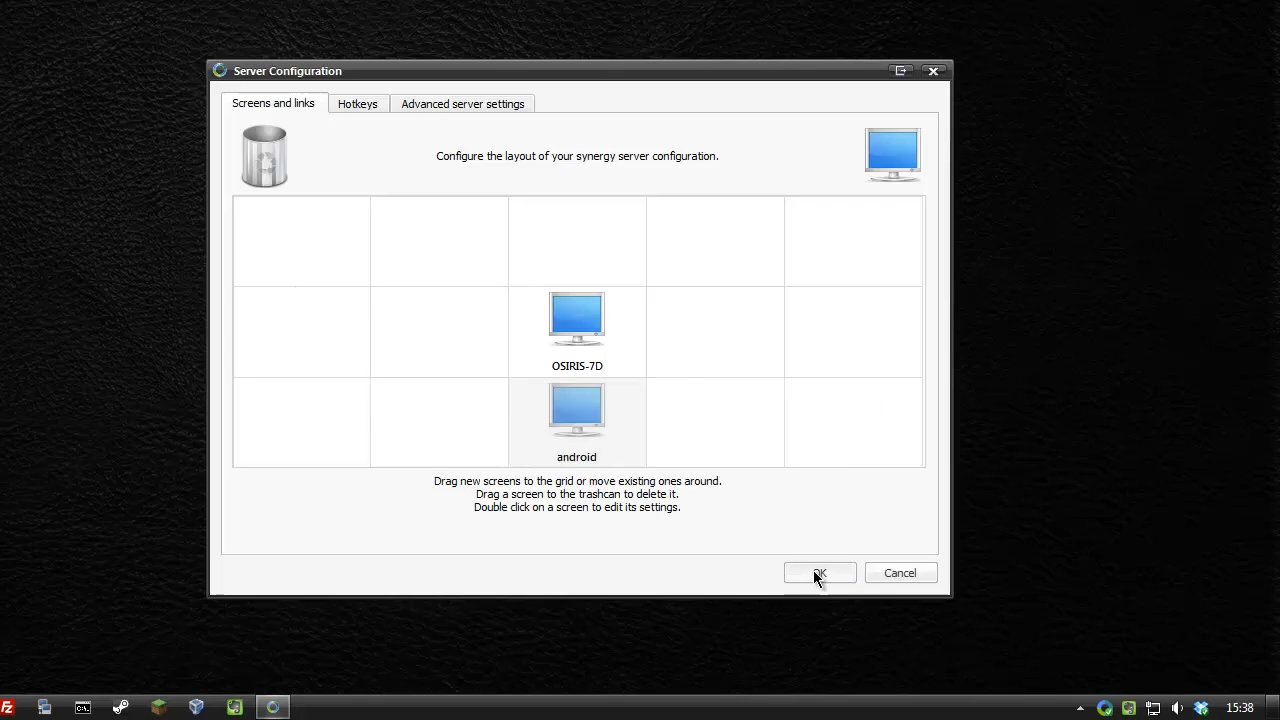 Server Configuration
Screens and links
Hotkeys
Advanced server settings
Configure the layout of your synergy server configuration.
OSIRIS-7D
android
Drag new screens to the grid or move existing ones around.
Drag a screen to the trashcan to delete it.
Double click on a screen to edit its settings.
OK
Cancel
FZ
C:\.
15:38